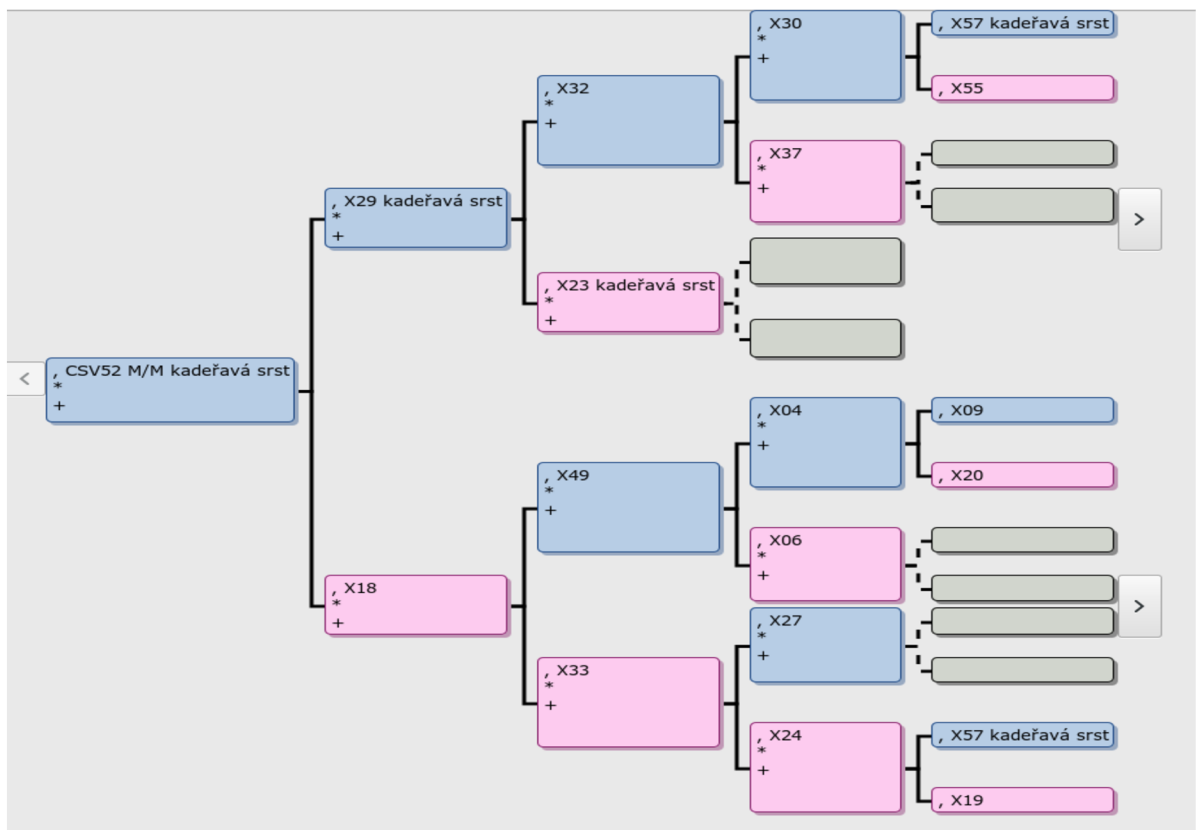 , X30
*
+
, X57 kadeřavá srst
, X55
, X32
*
+
, X37
*
+
, X29 kadeřavá srst
*
+
>
, X23 kadeřavá srst
*
+
<
, CSV52 M/M kadeřavá srst
*
+
, X04
*
+
, X09
, X20
, X49
*
+
, X06
*
+
, X18
*
+
>
, X27
*
+
, X33
*
+
, X24
*
+
, X57 kadeřavá srst
, X19